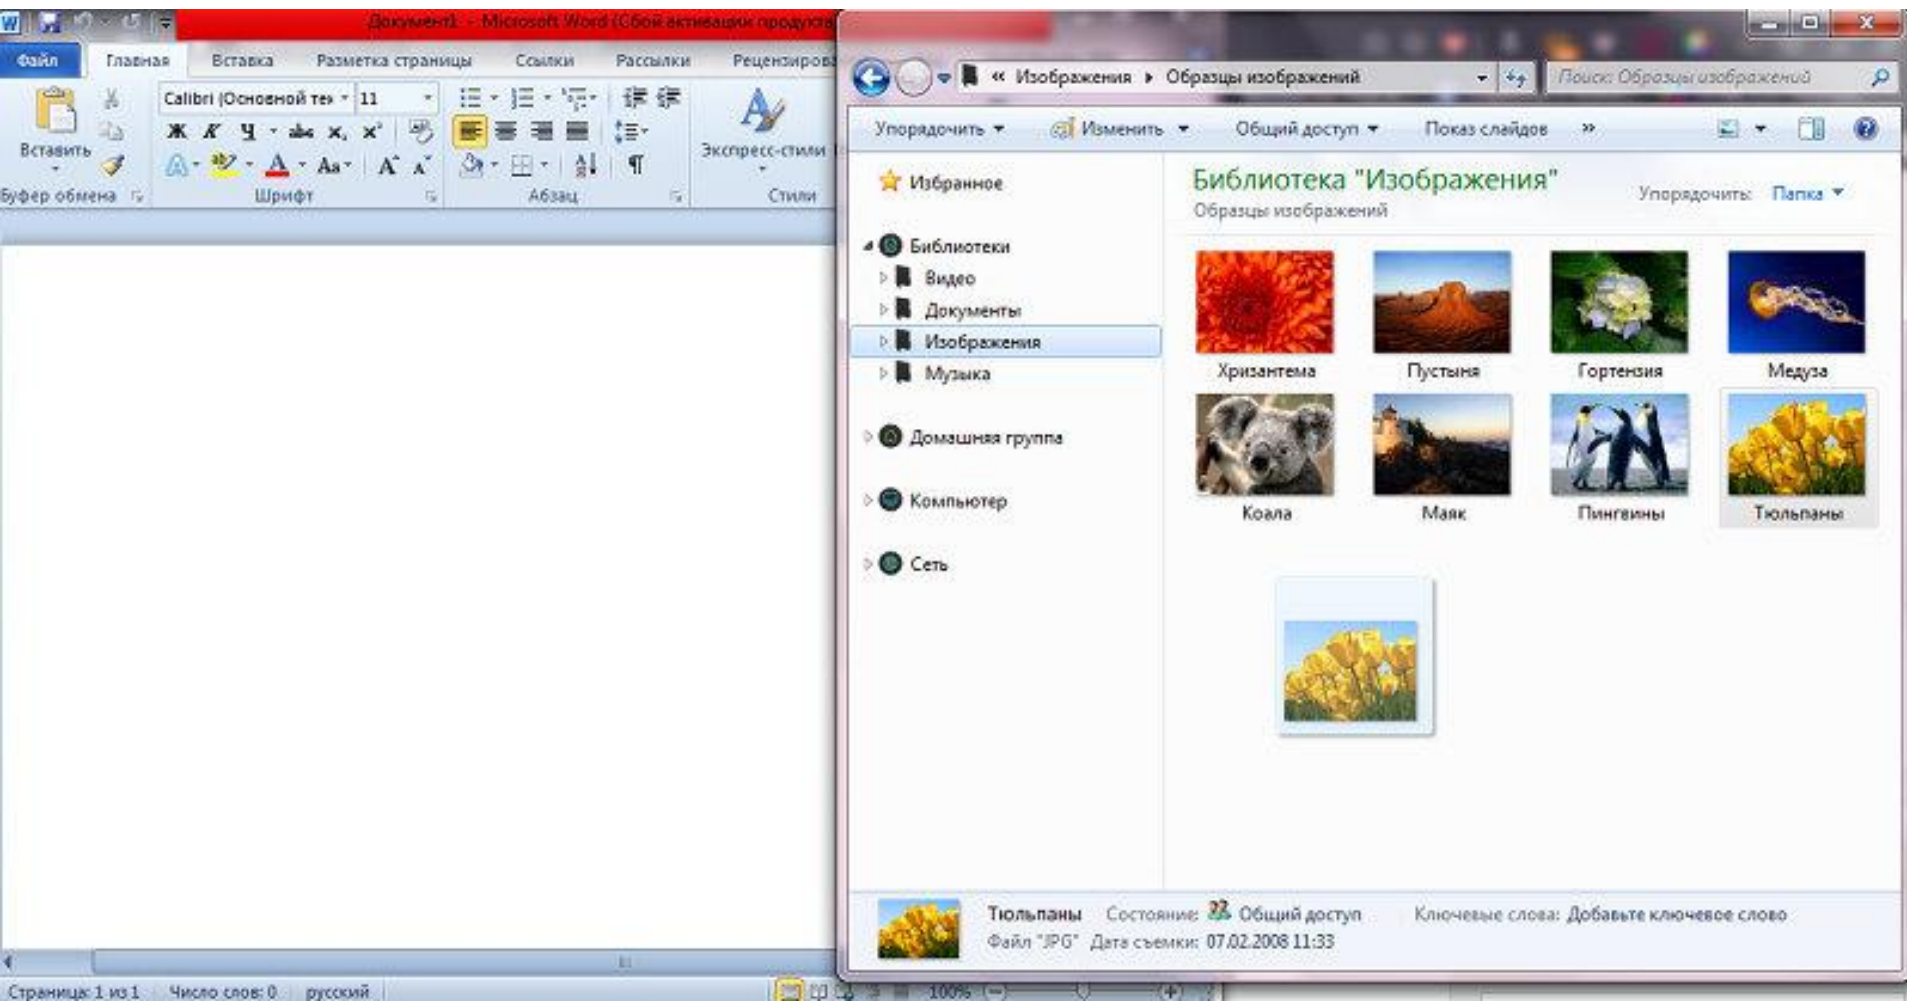 Документ1 - Microsoft Word (Сбой активации продукта
Файл Главная Вставка Разметка страницы Ссылки Рассылки Рецензирова
Calibri (Основной тек 11
Вставить
Ж К Ч abc x, x²
Aa А А
Экспресс-стили
Буфер обмена Шрифт Абзац Стили
Страница: 1 из 1 Число слов: 0 русский 100%
« Изображения Образцы изображений
Поиск: Образцы изображений
Упорядочить Изменить Общий доступ Показ слайдов »
Избранное
Библиотеки
Видео
Документы
Изображения
Музыка
Домашняя группа
Компьютер
Сеть
Библиотека "Изображения"
Образцы изображений
Упорядочить: Папка
Хризантема Пустыня Гортензия Медуза
Коала Маяк Пингвины Тюльпаны
Тюльпаны Состояние: Общий доступ Ключевые слова: Добавьте ключевое слово
Файл "JPG" Дата съемки: 07.02.2008 11:33